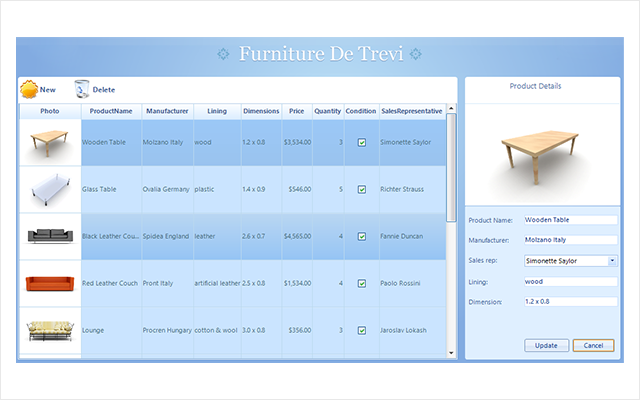 Furniture De Trevi
New Delete
Product Details
Photo ProductName Manufacturer Lining Dimensions Price Quantity Condition SalesRepresentative
Wooden Table Molzano Italy wood 1.2 x 0.8 $3,534.00 3 Simonette Saylor
Glass Table Ovalia Germany plastic 1.4 x 0.9 $546.00 5 Richter Strauss
Black Leather Cou... Spidea England leather 2.6 x 0.7 $4,565.00 4 Fannie Duncan
Red Leather Couch Pront Italy artificial leather 2.5 x 0.8 $1,534.00 4 Paolo Rossini
Lounge Procren Hungary cotton & wool 3.0 x 0.8 $356.00 3 Jaroslav Lokash
Product Name: Wooden Table
Manufacturer: Molzano Italy
Sales rep: Simonette Saylor
Lining: wood
Dimension: 1.2 x 0.8
Update Cancel